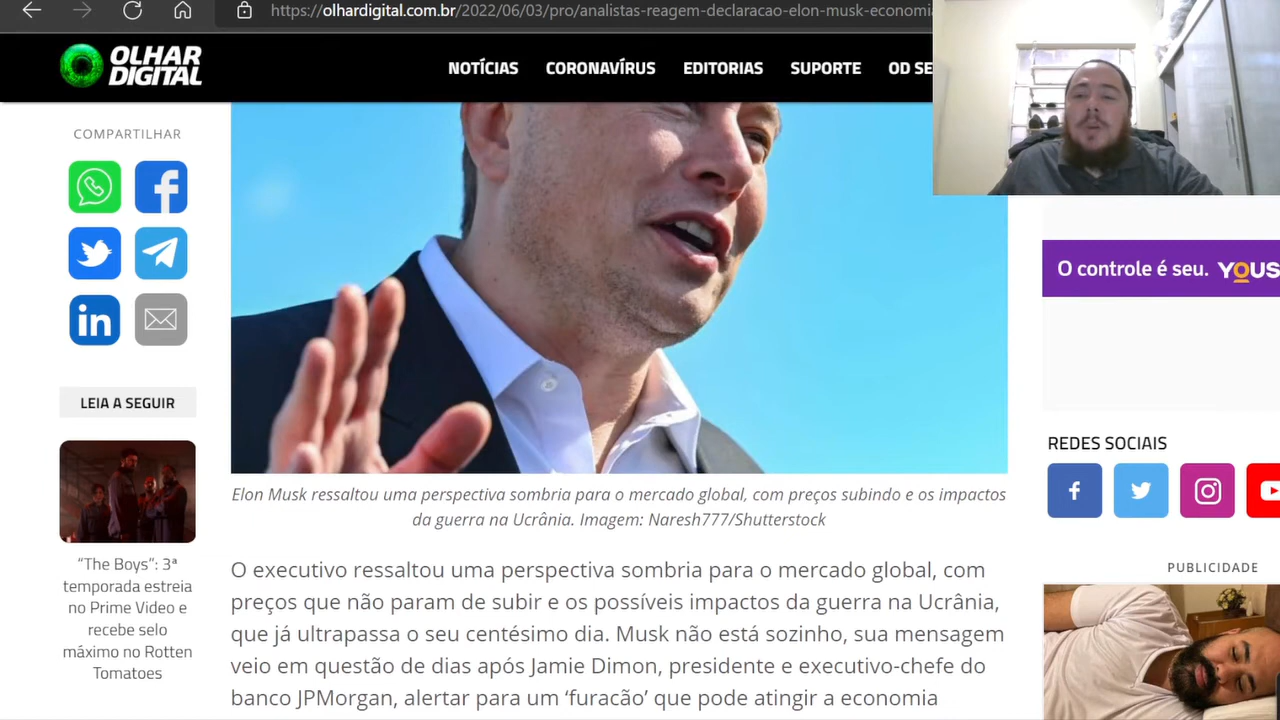 https://olhardigital.com.br/2022/06/03/pro/analistas-reagem-declaracao-elon-musk-economi
OLHAR
DIGITAL
NOTÍCIAS
CORONAVÍRUS
EDITORIAS
SUPORTE
OD SE
COMPARTILHAR
LEIA A SEGUIR
“The Boys”: 3ª
temporada estreia
no Prime Video e
recebe selo
máximo no Rotten
Tomatoes
Elon Musk ressaltou uma perspectiva sombria para o mercado global, com preços subindo e os impactos
da guerra na Ucrânia. Imagem: Naresh777/Shutterstock
O executivo ressaltou uma perspectiva sombria para o mercado global, com
preços que não param de subir e os possíveis impactos da guerra na Ucrânia,
que já ultrapassa o seu centésimo dia. Musk não está sozinho, sua mensagem
veio em questão de dias após Jamie Dimon, presidente e executivo-chefe do
banco JPMorgan, alertar para um ‘furacão’ que pode atingir a economia
O controle é seu. YOUS
REDES SOCIAIS
PUBLICIDADE